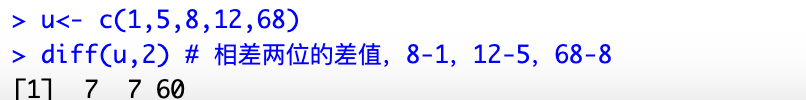 > u<- c(1,5,8,12,68)
> diff(u,2) # 相差两位的差值，8-1，12-5，68-8
[1]  7  7 60